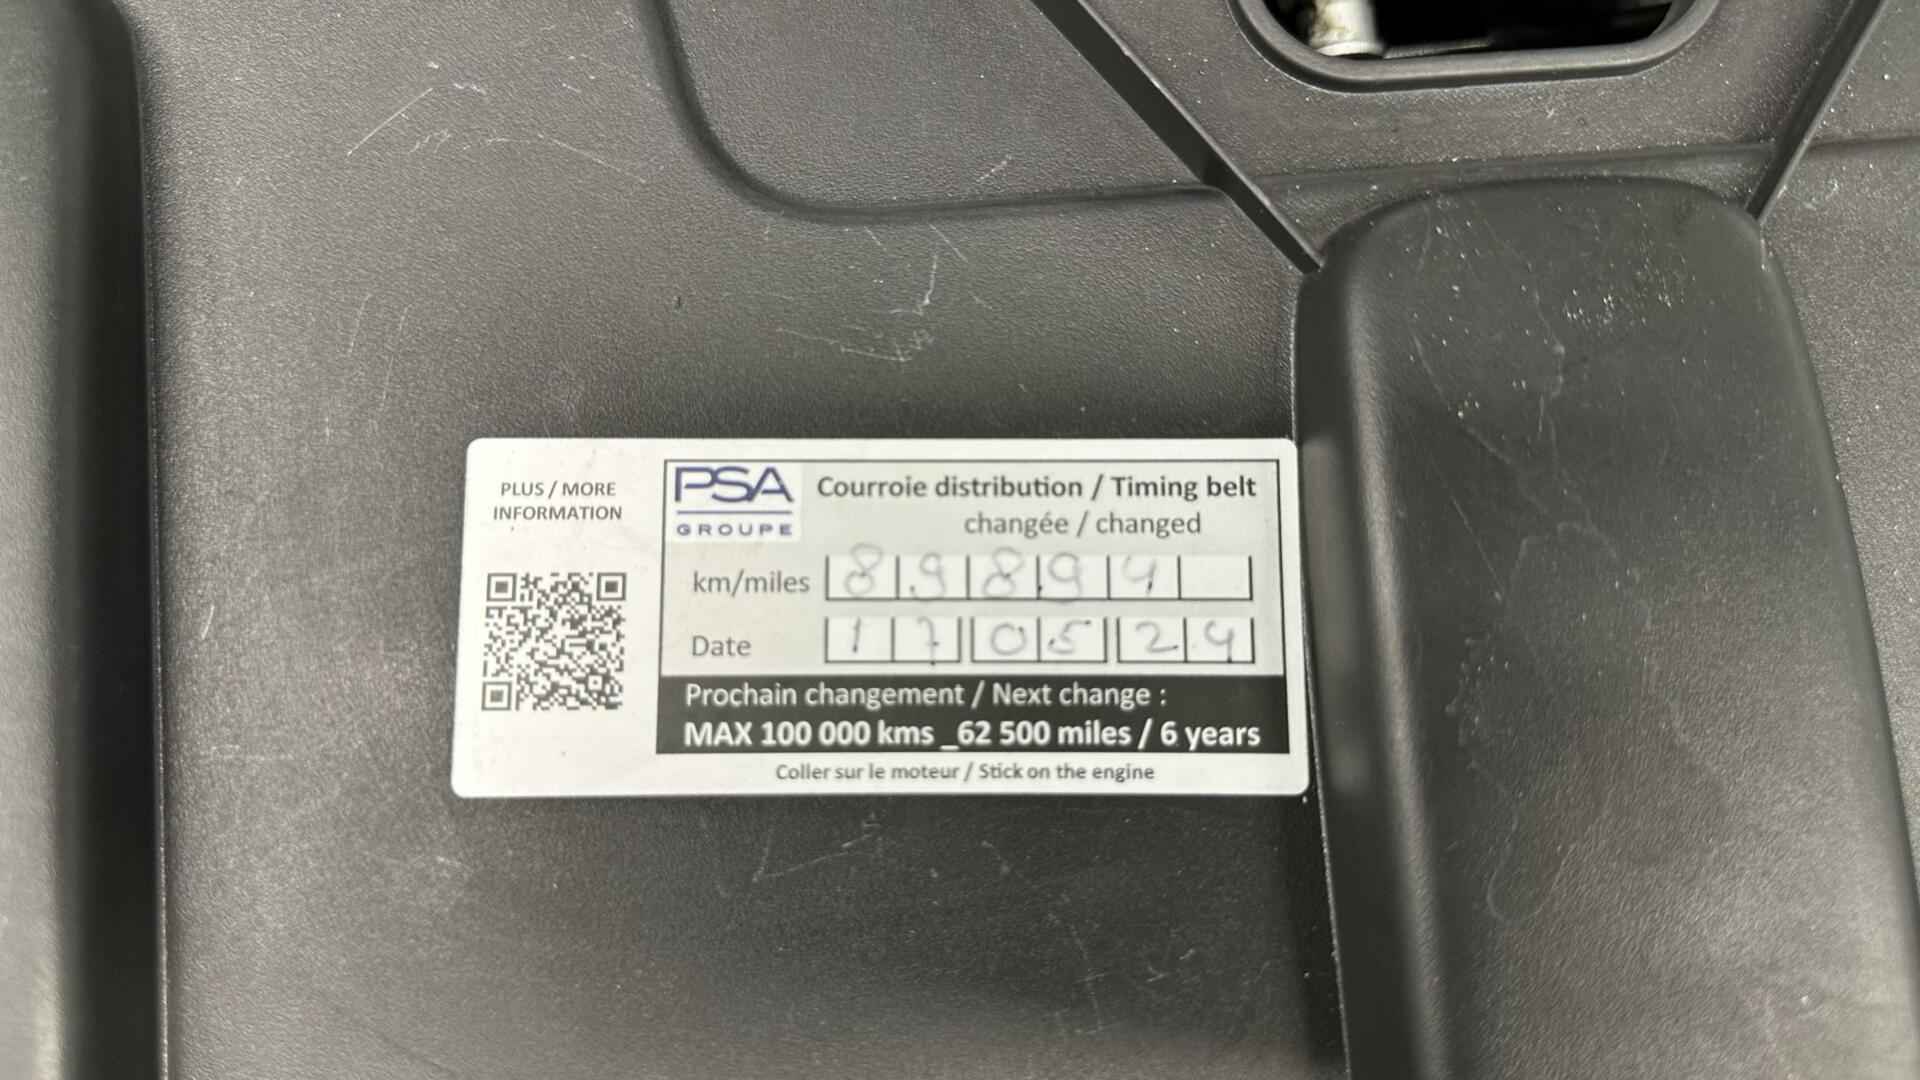 PLUS / MORE
INFORMATION
PSA
GROUPE
Courroie distribution / Timing belt
changée / changed
km/miles 89894
Date 17 05 24
Prochain changement / Next change :
MAX 100 000 kms _62 500 miles / 6 years
Coller sur le moteur / Stick on the engine